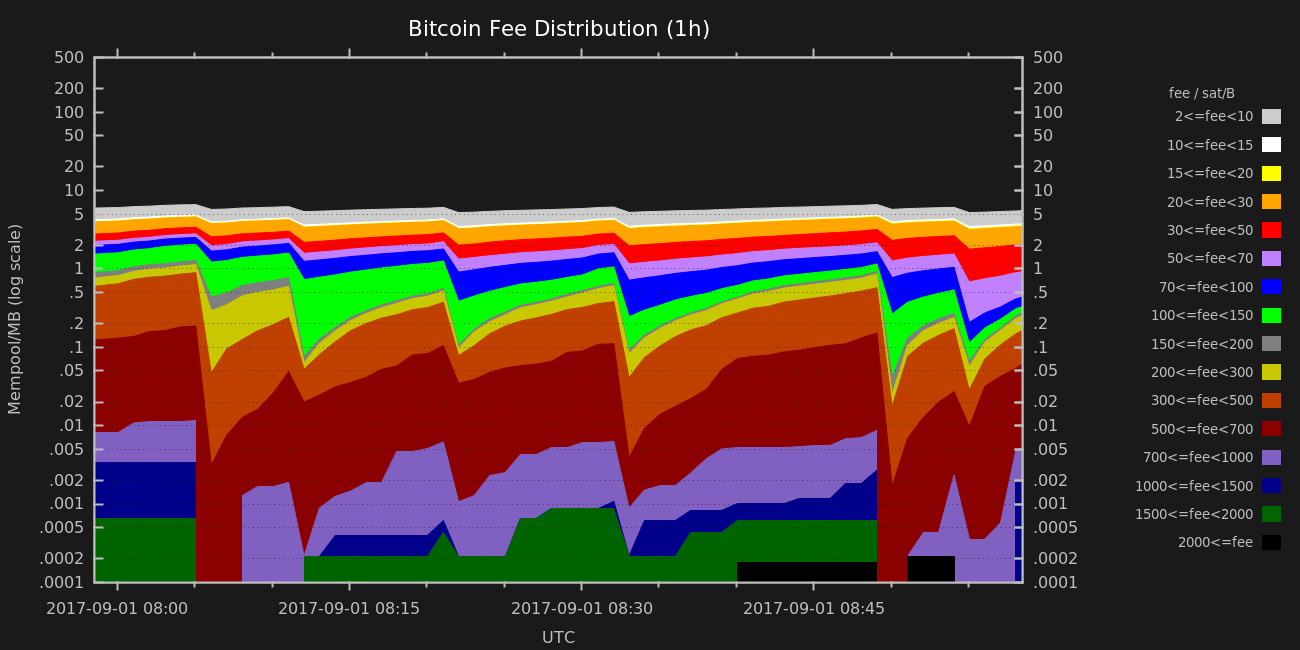 Bitcoin Fee Distribution (1h)
500 500
200 200
100 100
50 50
20 20
10 10
5 5
2 2
1 1
.5 .5
.2 .2
.1 .1
.05 .05
.02 .02
.01 .01
.005 .005
.002 .002
.001 .001
.0005 .0005
.0002 .0002
.0001 .0001
Mempool/MB (log scale)
2017-09-01 08:00 2017-09-01 08:15 2017-09-01 08:30 2017-09-01 08:45
UTC
fee / sat/B
2<=fee<10
10<=fee<15
15<=fee<20
20<=fee<30
30<=fee<50
50<=fee<70
70<=fee<100
100<=fee<150
150<=fee<200
200<=fee<300
300<=fee<500
500<=fee<700
700<=fee<1000
1000<=fee<1500
1500<=fee<2000
2000<=fee